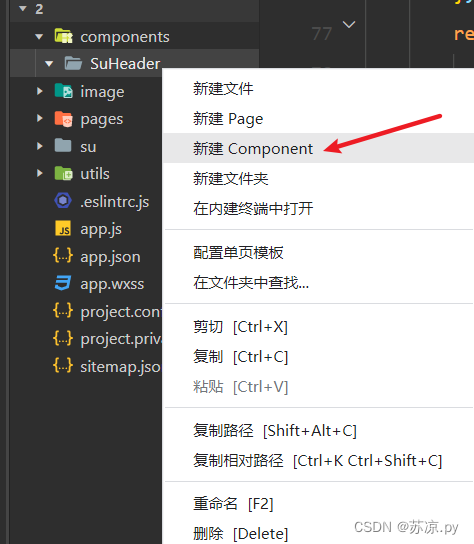 2
components
SuHeader
image
pages
su
utils
.eslintrc.js
JS app.js
{..} app.json
app.wxss
{..} project.con
{..} project.priva
{..} sitemap.json
77
re
新建文件
新建 Page
新建 Component
新建文件夹
在内建终端中打开
配置单页模板
在文件夹中查找...
剪切 [Ctrl+X]
复制 [Ctrl+C]
粘贴 [Ctrl+V]
复制路径 [Shift+Alt+C]
复制相对路径 [Ctrl+K Ctrl+Shift+C]
重命名 [F2]
删除 [Delete]
CSDN @苏凉.py